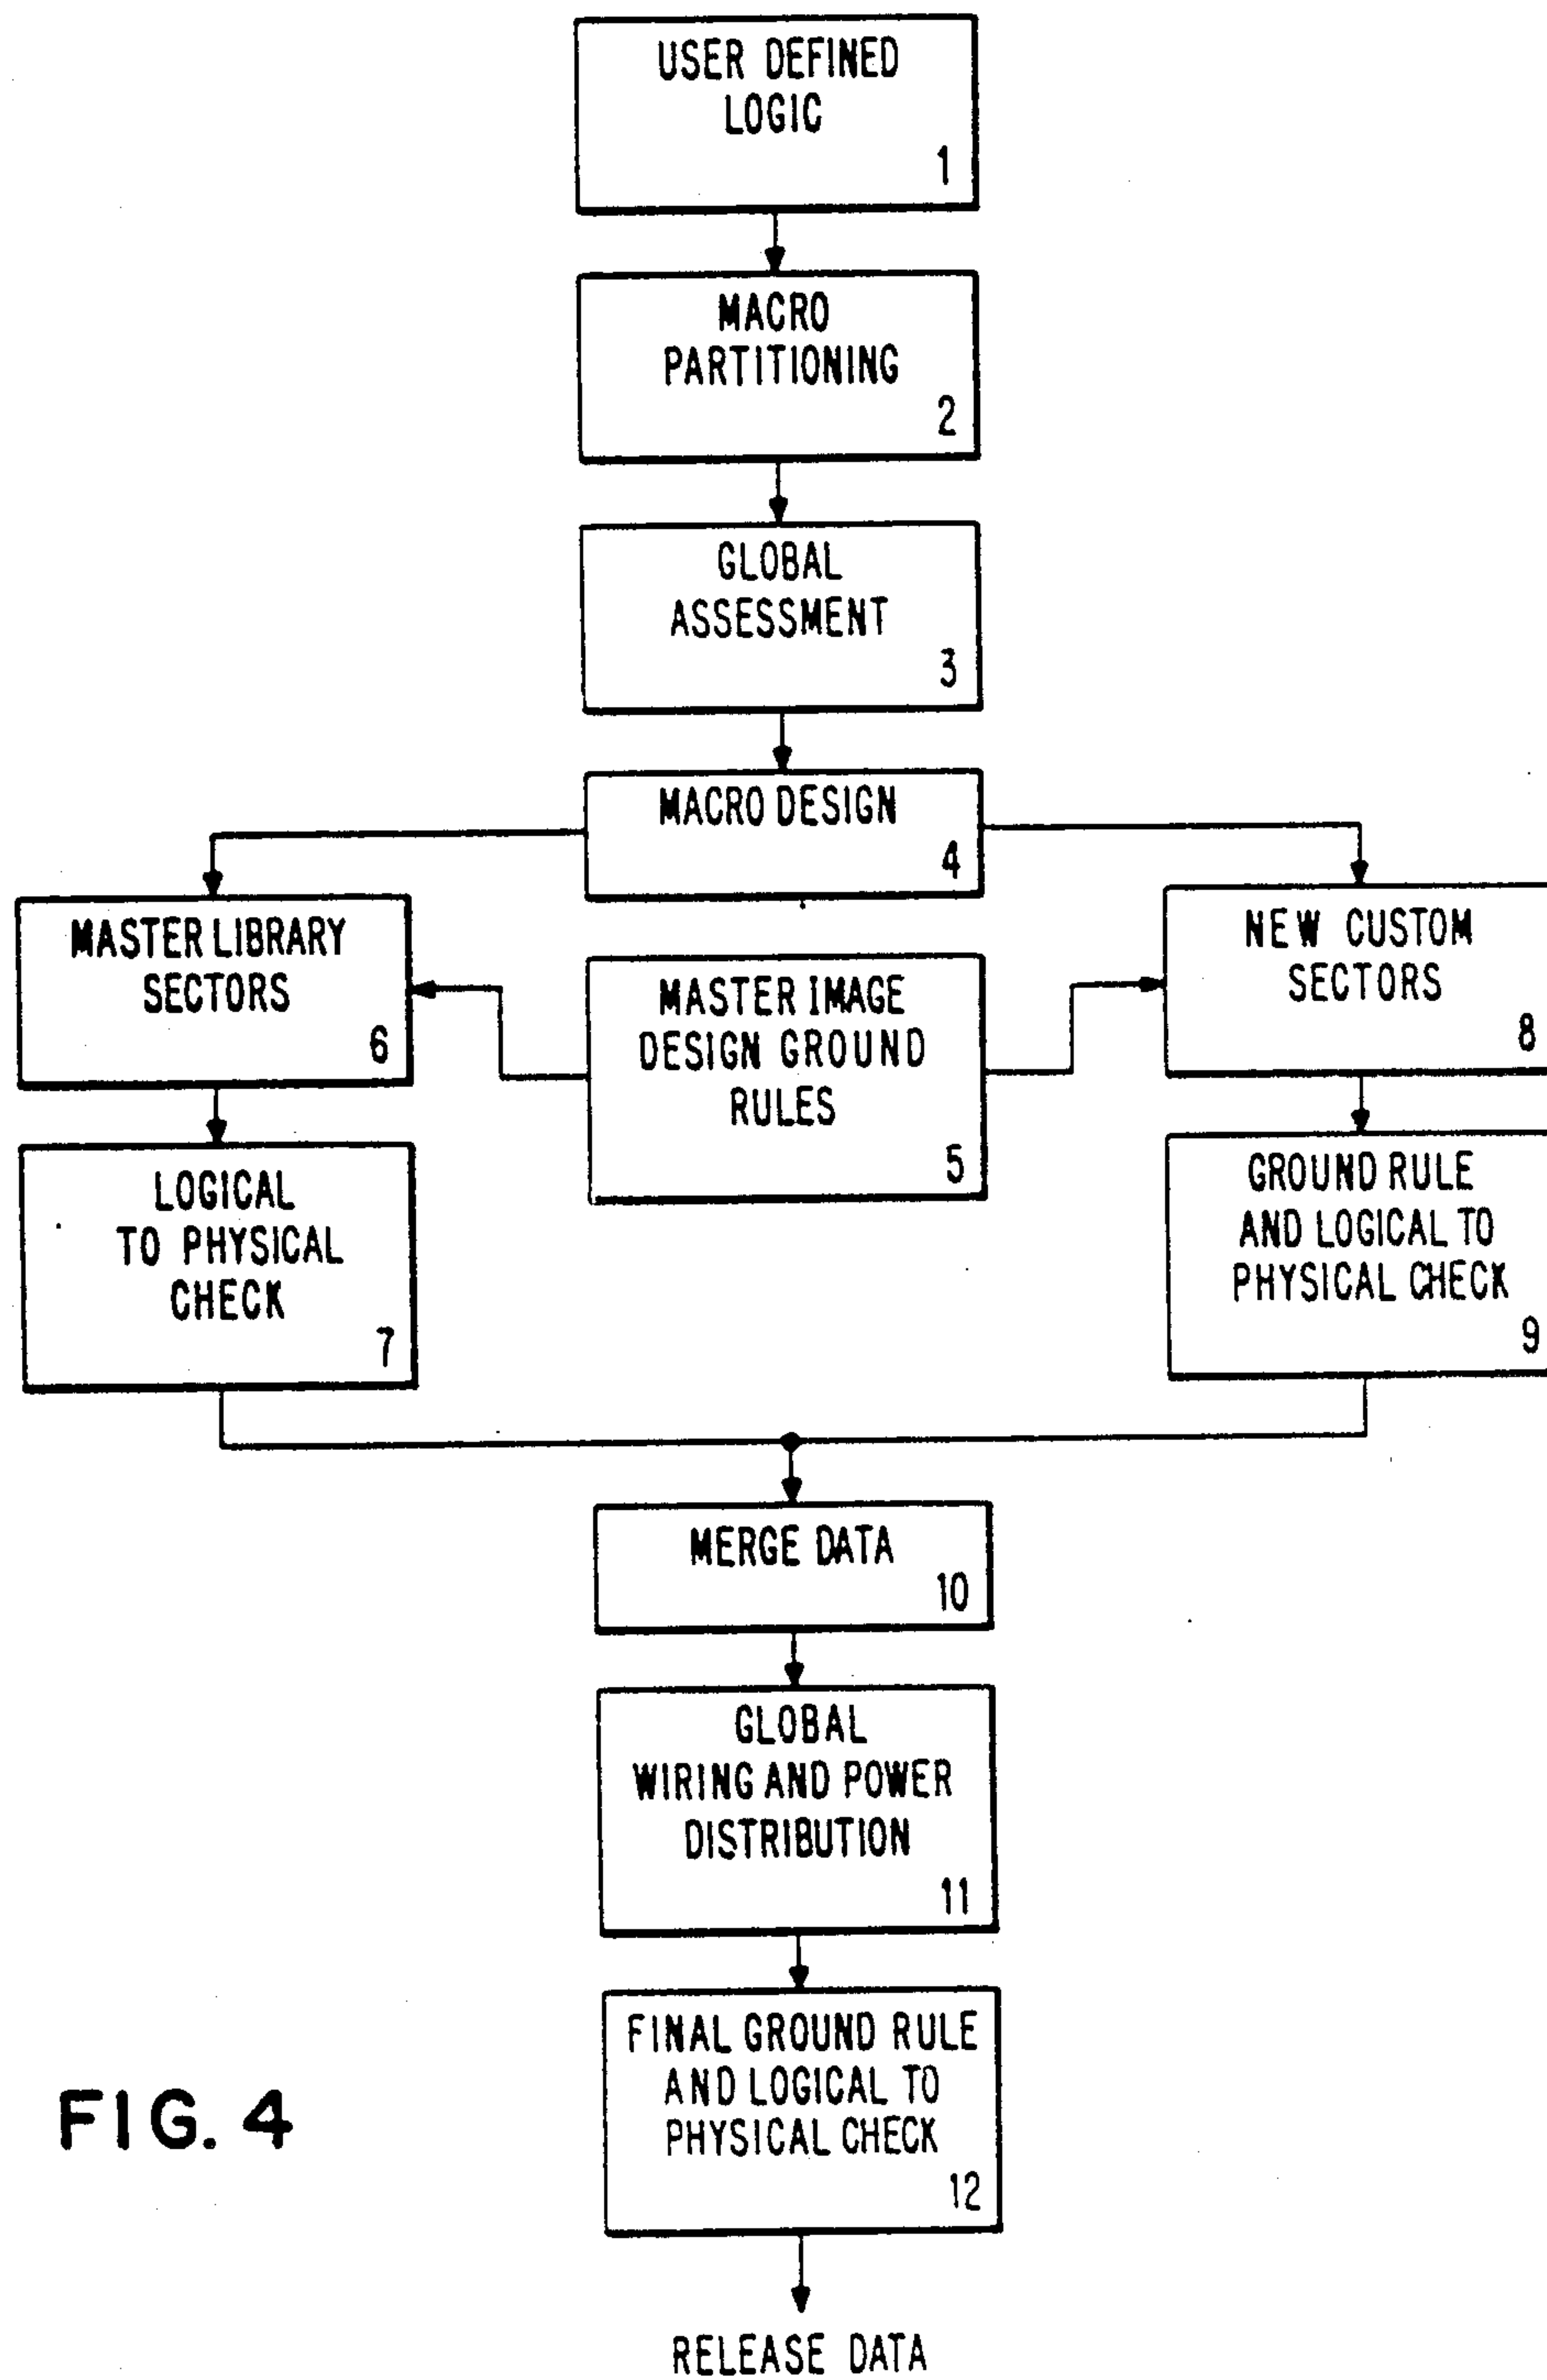 USER DEFINED
LOGIC
1
MACRO
PARTITIONING
2
GLOBAL
ASSESSMENT
3
MACRO DESIGN
4
MASTER LIBRARY
SECTORS
6
MASTER IMAGE
DESIGN GROUND
RULES
5
NEW CUSTOM
SECTORS
8
LOGICAL
TO PHYSICAL
CHECK
7
GROUND RULE
AND LOGICAL TO
PHYSICAL CHECK
9
MERGE DATA
10
GLOBAL
WIRING AND POWER
DISTRIBUTION
11
FINAL GROUND RULE
AND LOGICAL TO
PHYSICAL CHECK
12
RELEASE DATA
FIG. 4